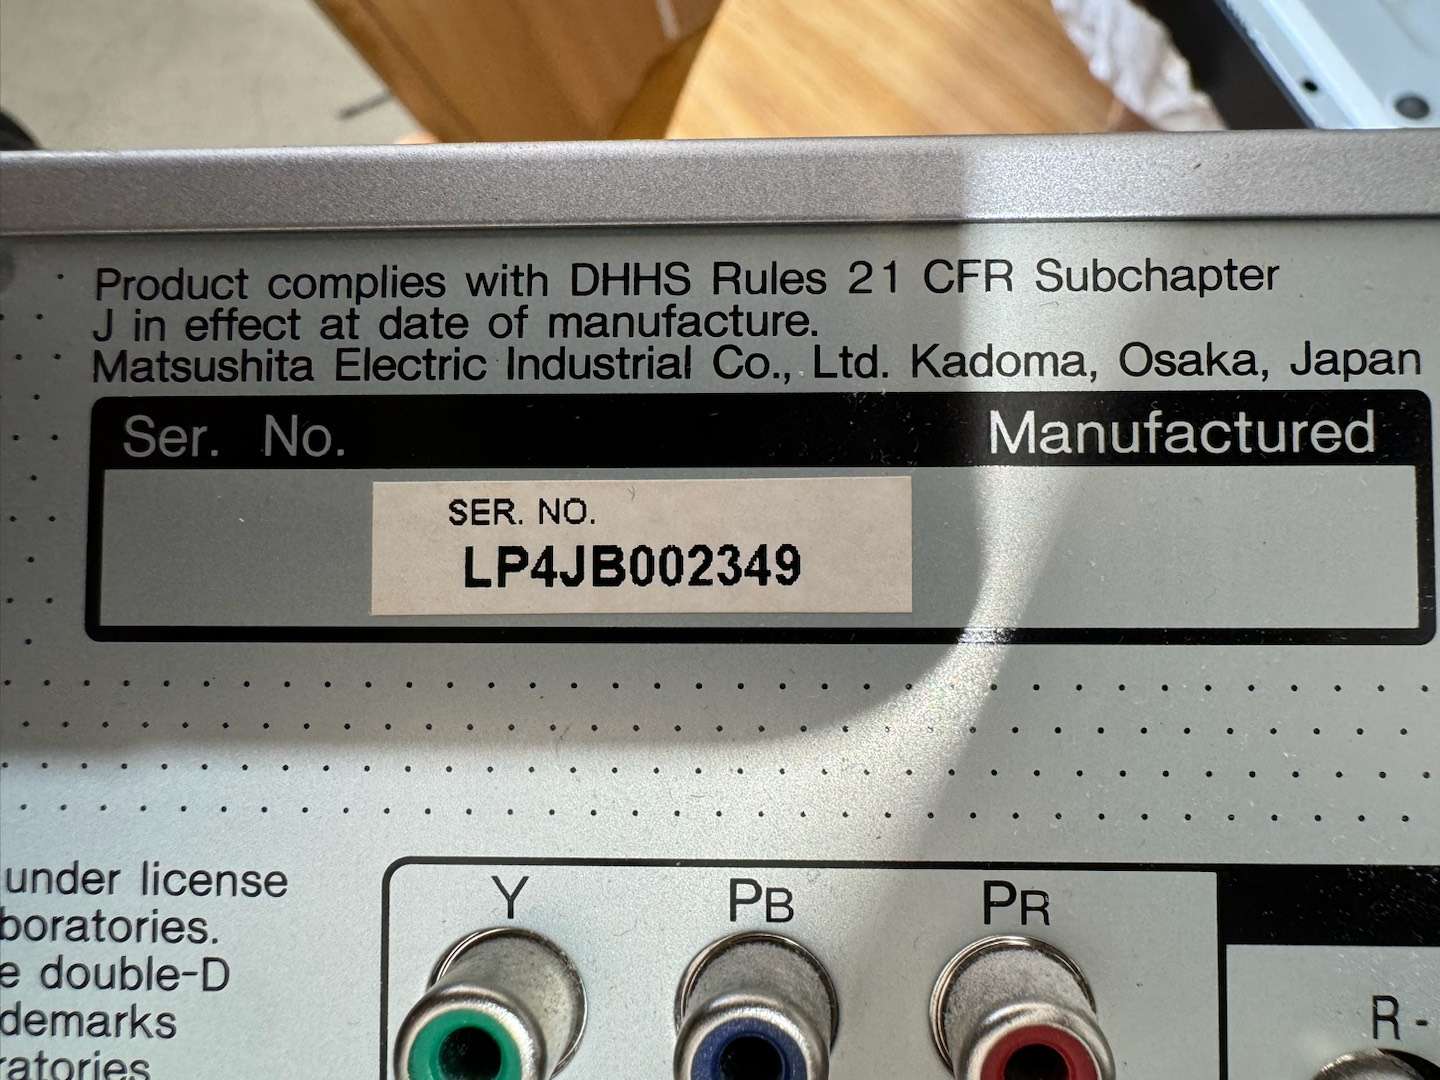 Product complies with DHHS Rules 21 CFR Subchapter
J in effect at date of manufacture.
Matsushita Electric Industrial Co., Ltd. Kadoma, Osaka, Japan
Ser. No. Manufactured
SER. NO.
LP4JB002349
under license
boratories.
e double-D
demarks
ratories
Y PB PR
R-